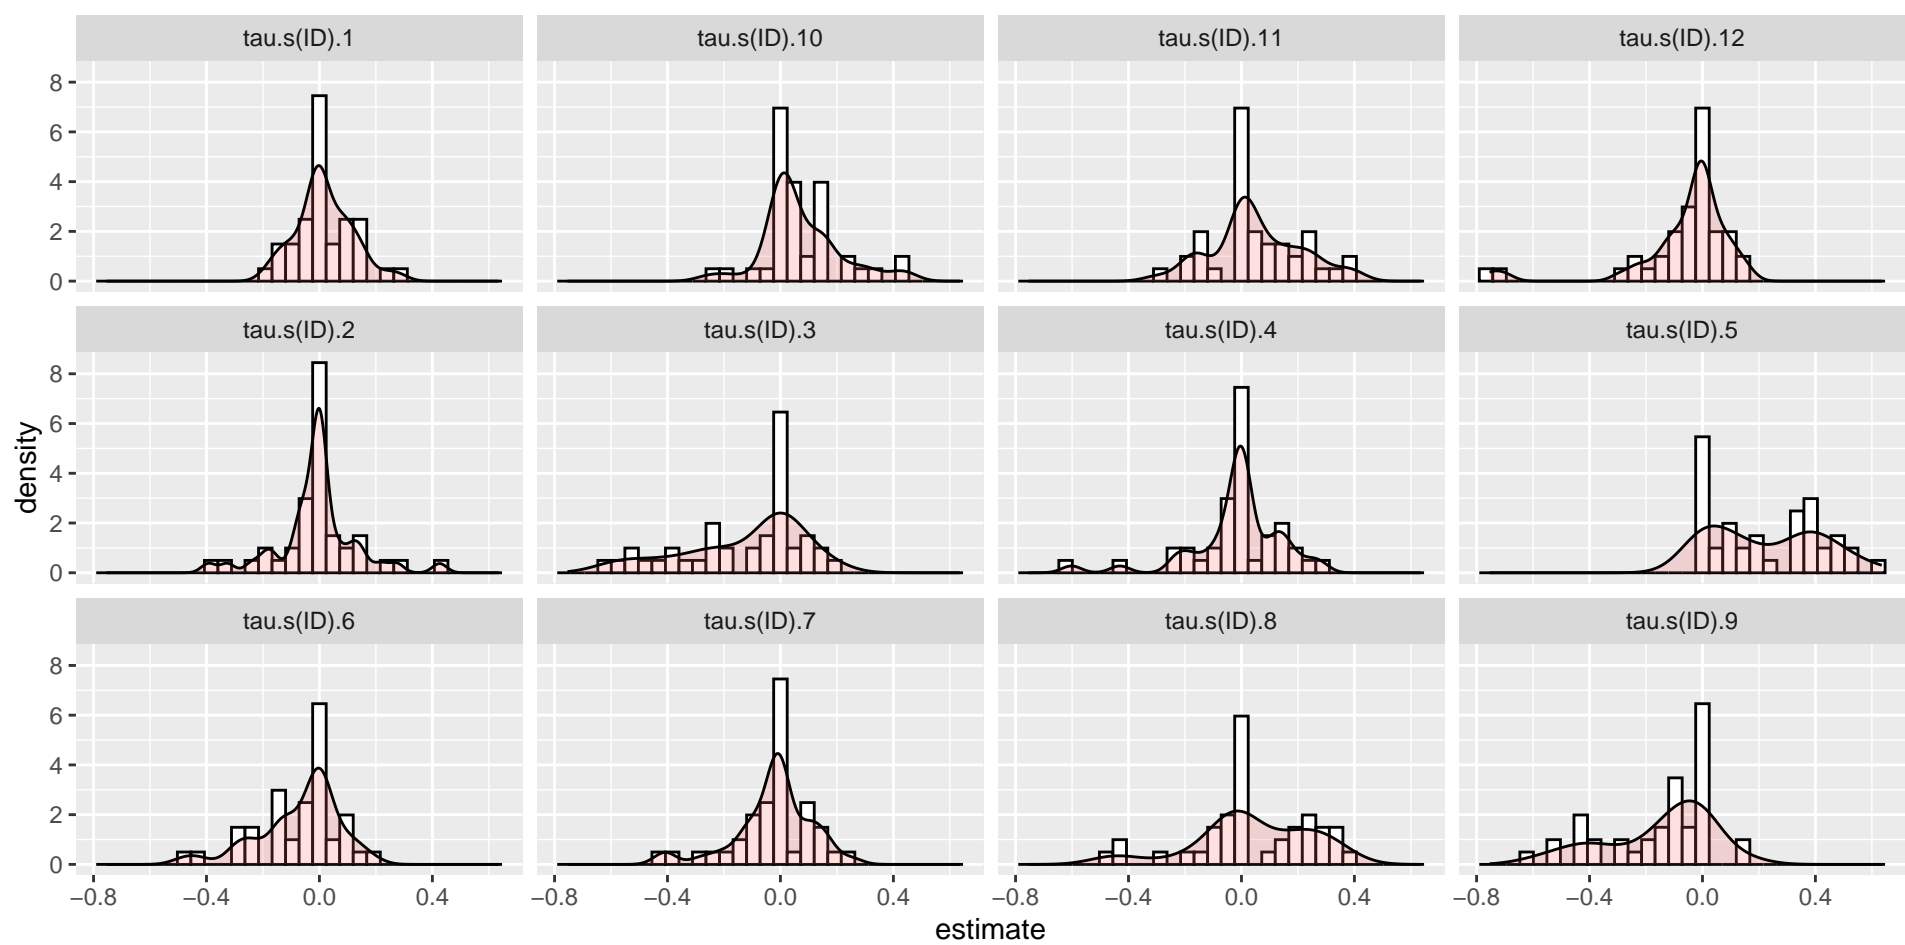 tau.s(ID).1
tau.s(ID).10
tau.s(ID).11
tau.s(ID).12
8
6
4
2
0
tau.s(ID).2
tau.s(ID).3
tau.s(ID).4
tau.s(ID).5
8
6
4
2
0
tau.s(ID).6
tau.s(ID).7
tau.s(ID).8
tau.s(ID).9
8
6
4
2
0
density
−0.8 −0.4 0.0 0.4
−0.8 −0.4 0.0 0.4
−0.8 −0.4 0.0 0.4
−0.8 −0.4 0.0 0.4
estimate